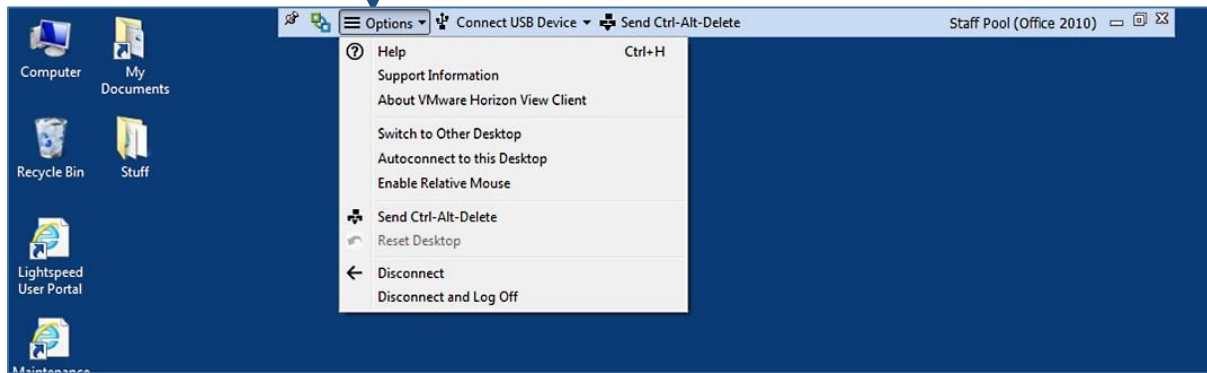 Options Connect USB Device Send Ctrl-Alt-Delete Staff Pool (Office 2010)
Help Ctrl+H
Support Information
About VMware Horizon View Client
Switch to Other Desktop
Autoconnect to this Desktop
Enable Relative Mouse
Send Ctrl-Alt-Delete
Reset Desktop
Disconnect
Disconnect and Log Off
Computer
My
Documents
Recycle Bin
Stuff
Lightspeed
User Portal
Maintenance